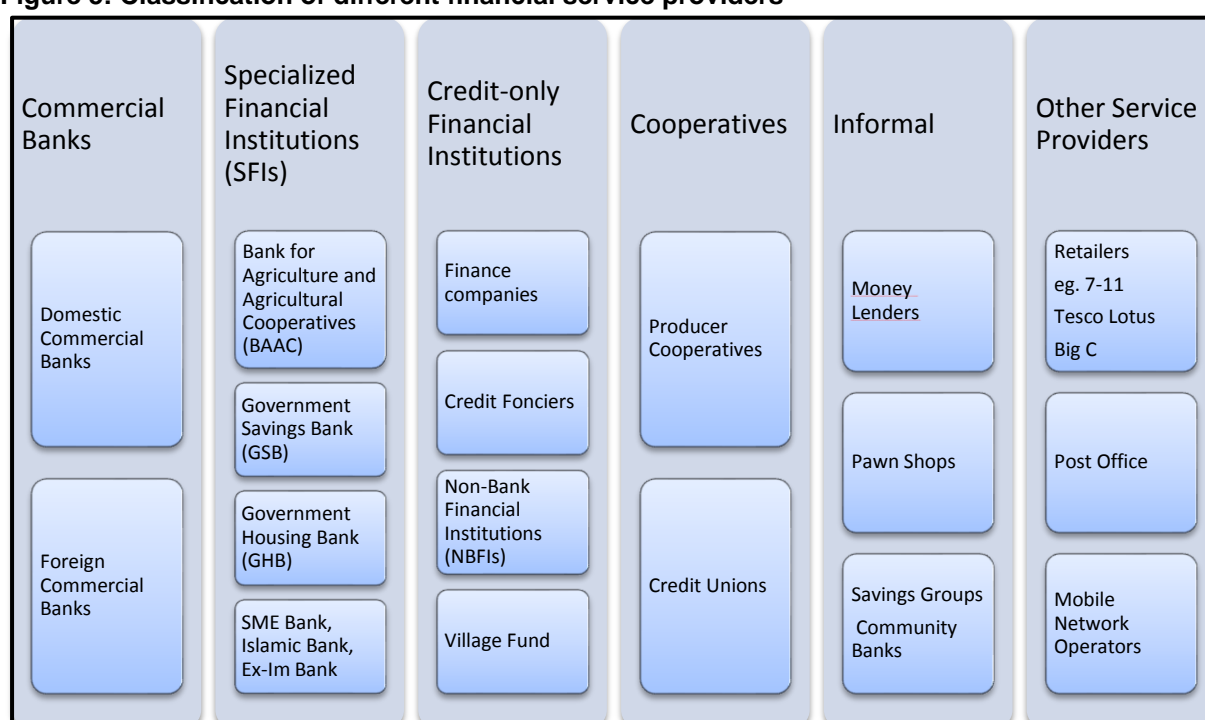 Figure 3: Classification of different financial service providers
Commercial
Banks
Domestic
Commercial
Banks
Foreign
Commercial
Banks
Specialized
Financial
Institutions
(SFIs)
Bank for
Agriculture and
Agricultural
Cooperatives
(BAAC)
Government
Savings Bank
(GSB)
Government
Housing Bank
(GHB)
SME Bank,
Islamic Bank,
Ex-Im Bank
Credit-only
Financial
Institutions
Finance
companies
Credit Fonciers
Non-Bank
Financial
Institutions
(NBFIs)
Village Fund
Cooperatives
Producer
Cooperatives
Credit Unions
Informal
Money
Lenders
Pawn Shops
Savings Groups
Community
Banks
Other Service
Providers
Retailers
eg. 7-11
Tesco Lotus
Big C
Post Office
Mobile
Network
Operators